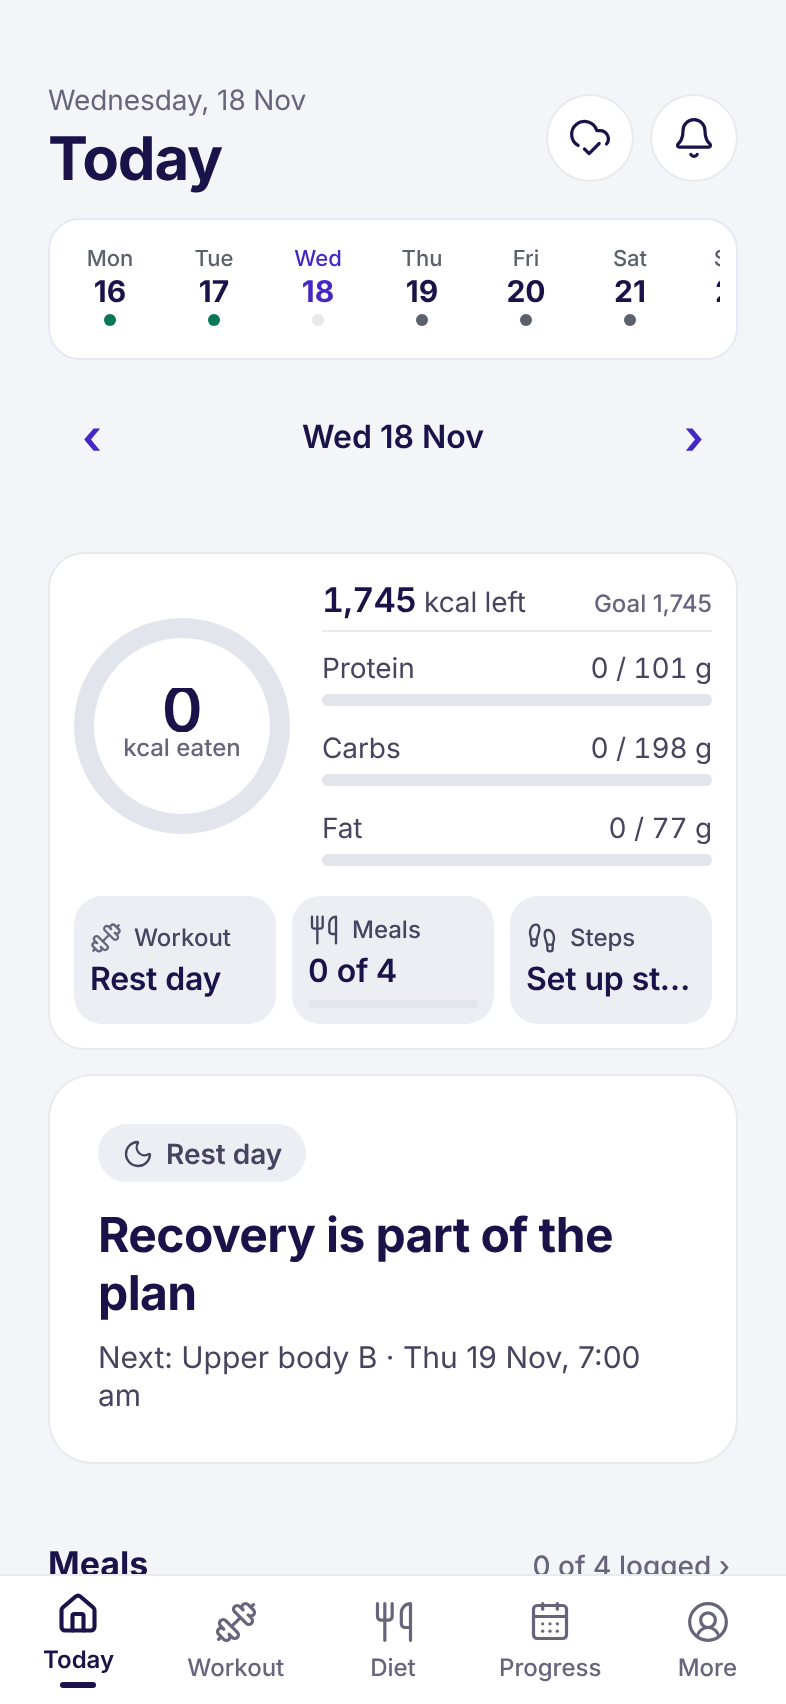 Wednesday, 18 Nov
Today
Mon Tue Wed Thu Fri Sat
16 17 18 19 20 21
‹ Wed 18 Nov ›
1,745 kcal left Goal 1,745
0
kcal eaten
Protein 0 / 101 g
Carbs 0 / 198 g
Fat 0 / 77 g
Workout
Rest day
Meals
0 of 4
Steps
Set up st...
Rest day
Recovery is part of the
plan
Next: Upper body B · Thu 19 Nov, 7:00
am
Meals 0 of 4 logged ›
Today Workout Diet Progress More